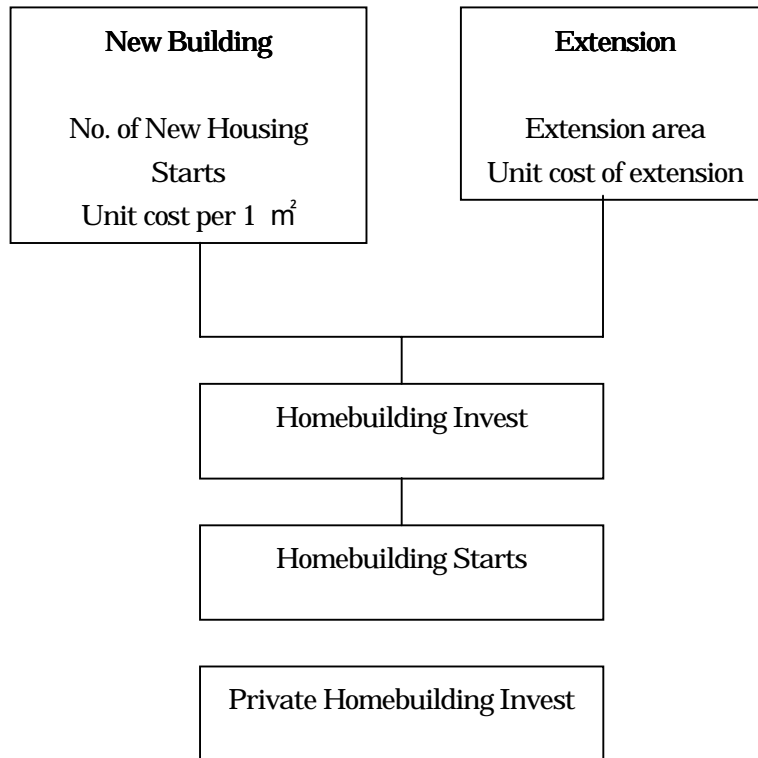 New Building
No. of New Housing
Starts
Unit cost per 1 ㎡
Extension
Extension area
Unit cost of extension
Homebuilding Invest
Homebuilding Starts
Private Homebuilding Invest